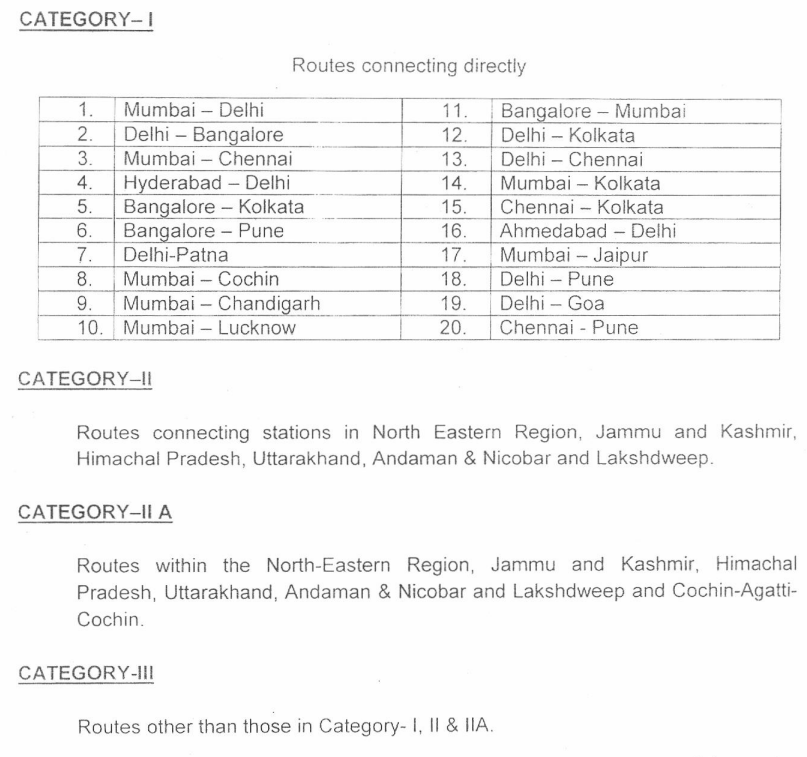 CATEGORY– I
Routes connecting directly
1. Mumbai – Delhi 11. Bangalore – Mumbai
2. Delhi – Bangalore 12. Delhi – Kolkata
3. Mumbai – Chennai 13. Delhi – Chennai
4. Hyderabad – Delhi 14. Mumbai – Kolkata
5. Bangalore – Kolkata 15. Chennai – Kolkata
6. Bangalore – Pune 16. Ahmedabad – Delhi
7. Delhi-Patna 17. Mumbai – Jaipur
8. Mumbai – Cochin 18. Delhi – Pune
9. Mumbai – Chandigarh 19. Delhi – Goa
10. Mumbai – Lucknow 20. Chennai - Pune
CATEGORY–II
Routes connecting stations in North Eastern Region, Jammu and Kashmir,
Himachal Pradesh, Uttarakhand, Andaman & Nicobar and Lakshdweep.
CATEGORY–II A
Routes within the North-Eastern Region, Jammu and Kashmir, Himachal
Pradesh, Uttarakhand, Andaman & Nicobar and Lakshdweep and Cochin-Agatti-
Cochin.
CATEGORY-III
Routes other than those in Category- I, II & IIA.